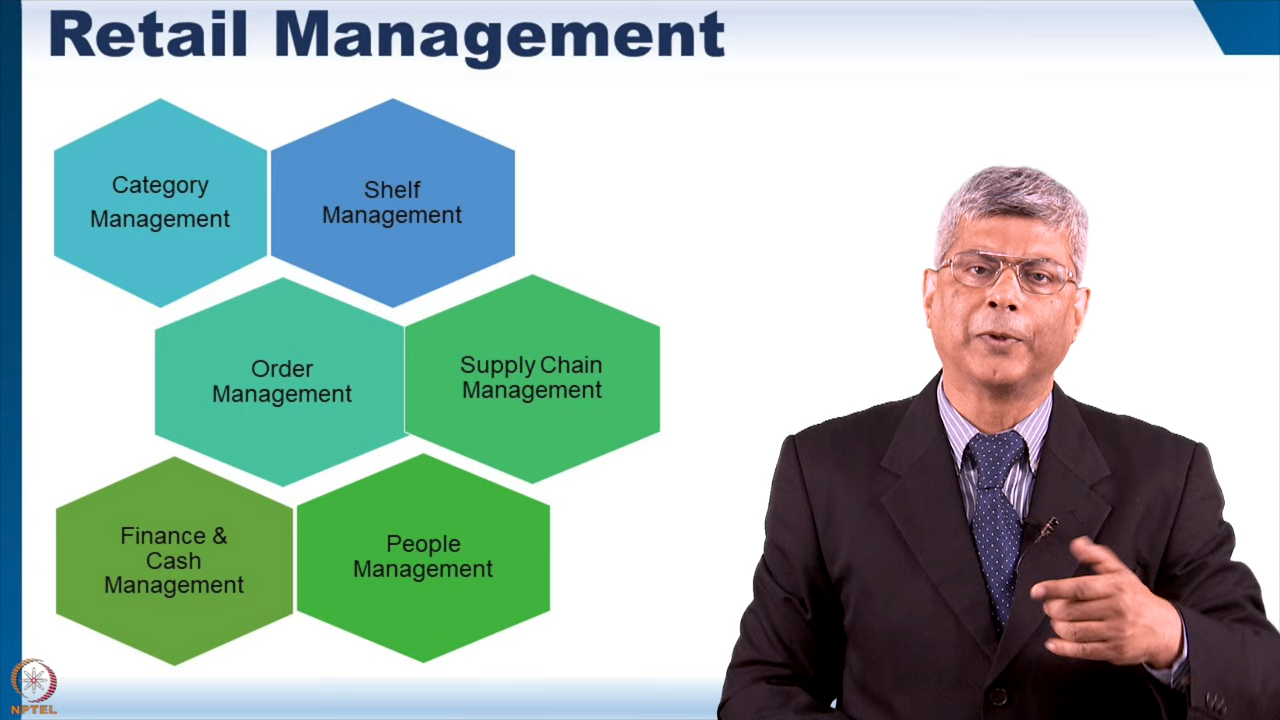 Retail Management
Category
Management
Shelf
Management
Order
Management
Supply Chain
Management
Finance &
Cash
Management
People
Management
NPTEL